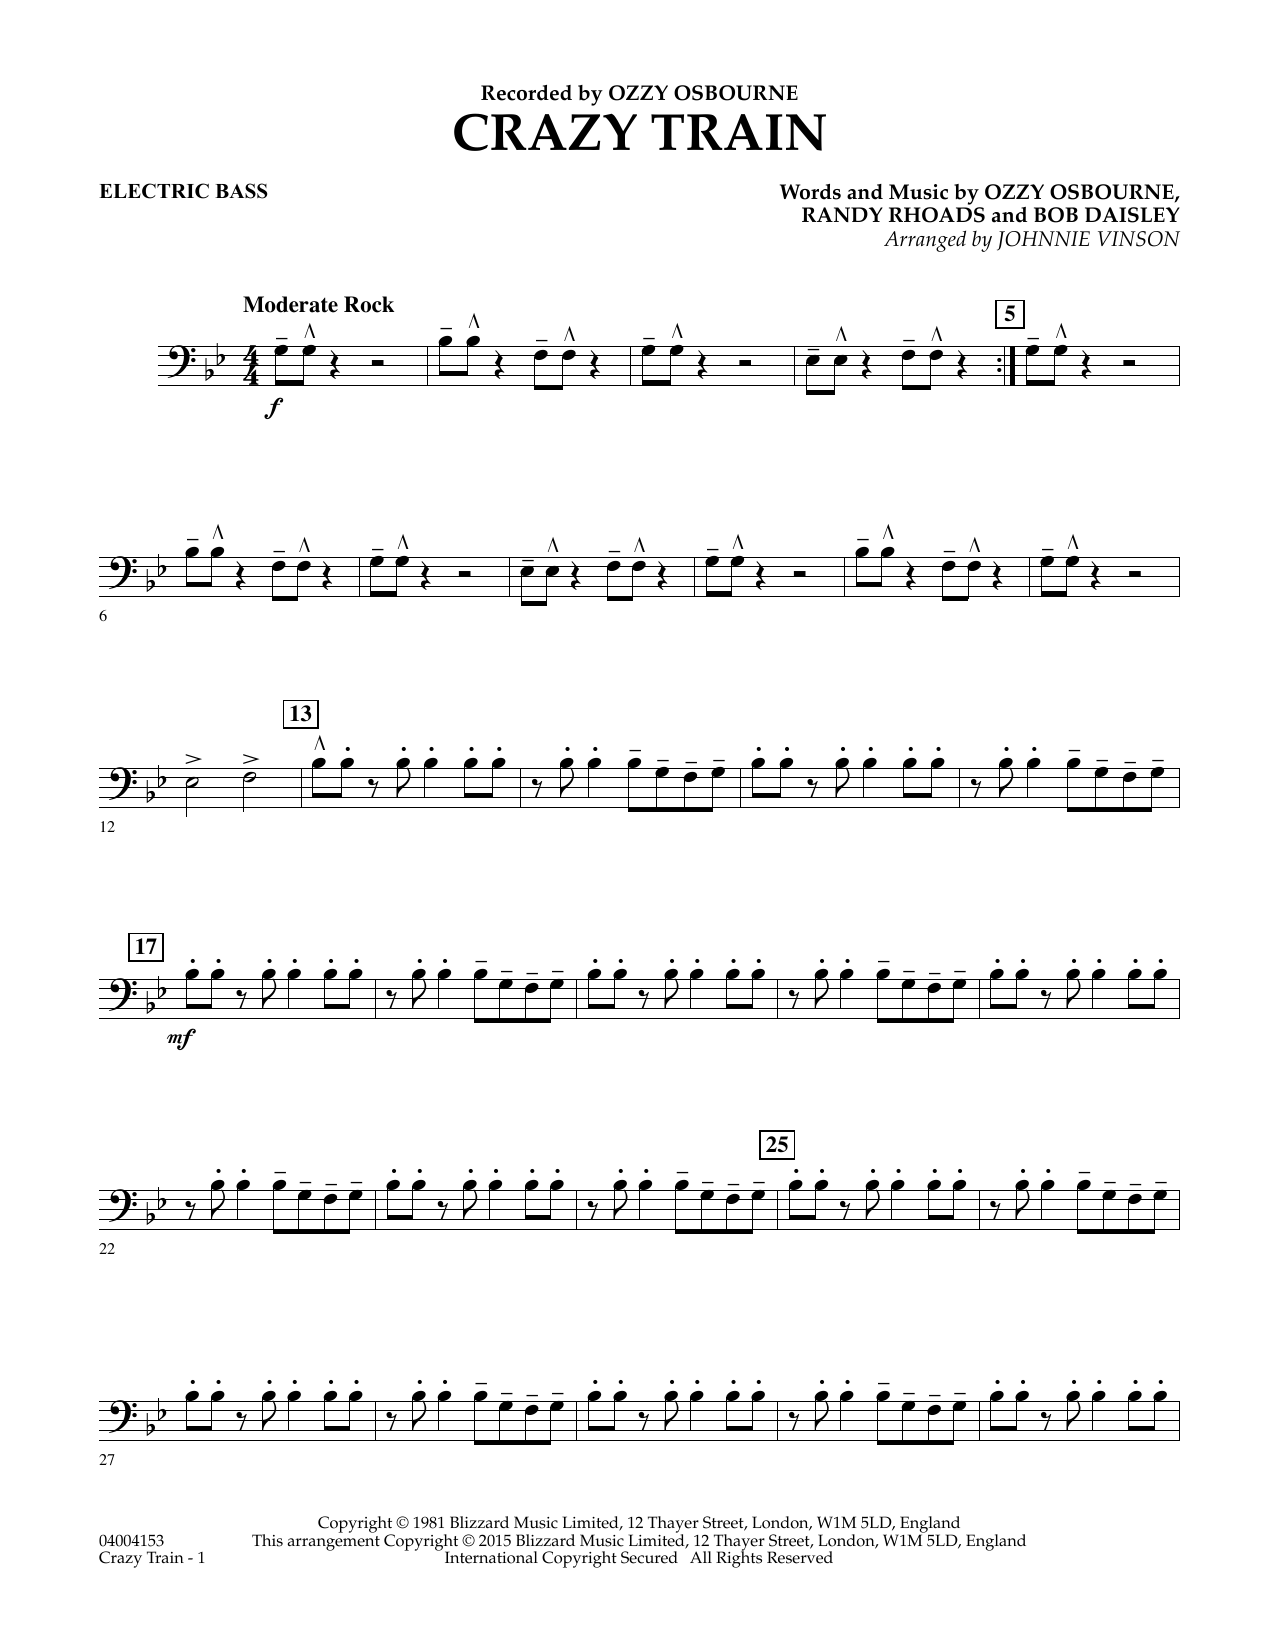 Recorded by OZZY OSBOURNE
CRAZY TRAIN
ELECTRIC BASS
Words and Music by OZZY OSBOURNE,
RANDY RHOADS and BOB DAISLEY
Arranged by JOHNNIE VINSON
Moderate Rock
5
4
4
f
6
13
12
17
mf
25
22
27
Copyright © 1981 Blizzard Music Limited, 12 Thayer Street, London, W1M 5LD, England
04004153 This arrangement Copyright © 2015 Blizzard Music Limited, 12 Thayer Street, London, W1M 5LD, England
Crazy Train - 1 International Copyright Secured All Rights Reserved